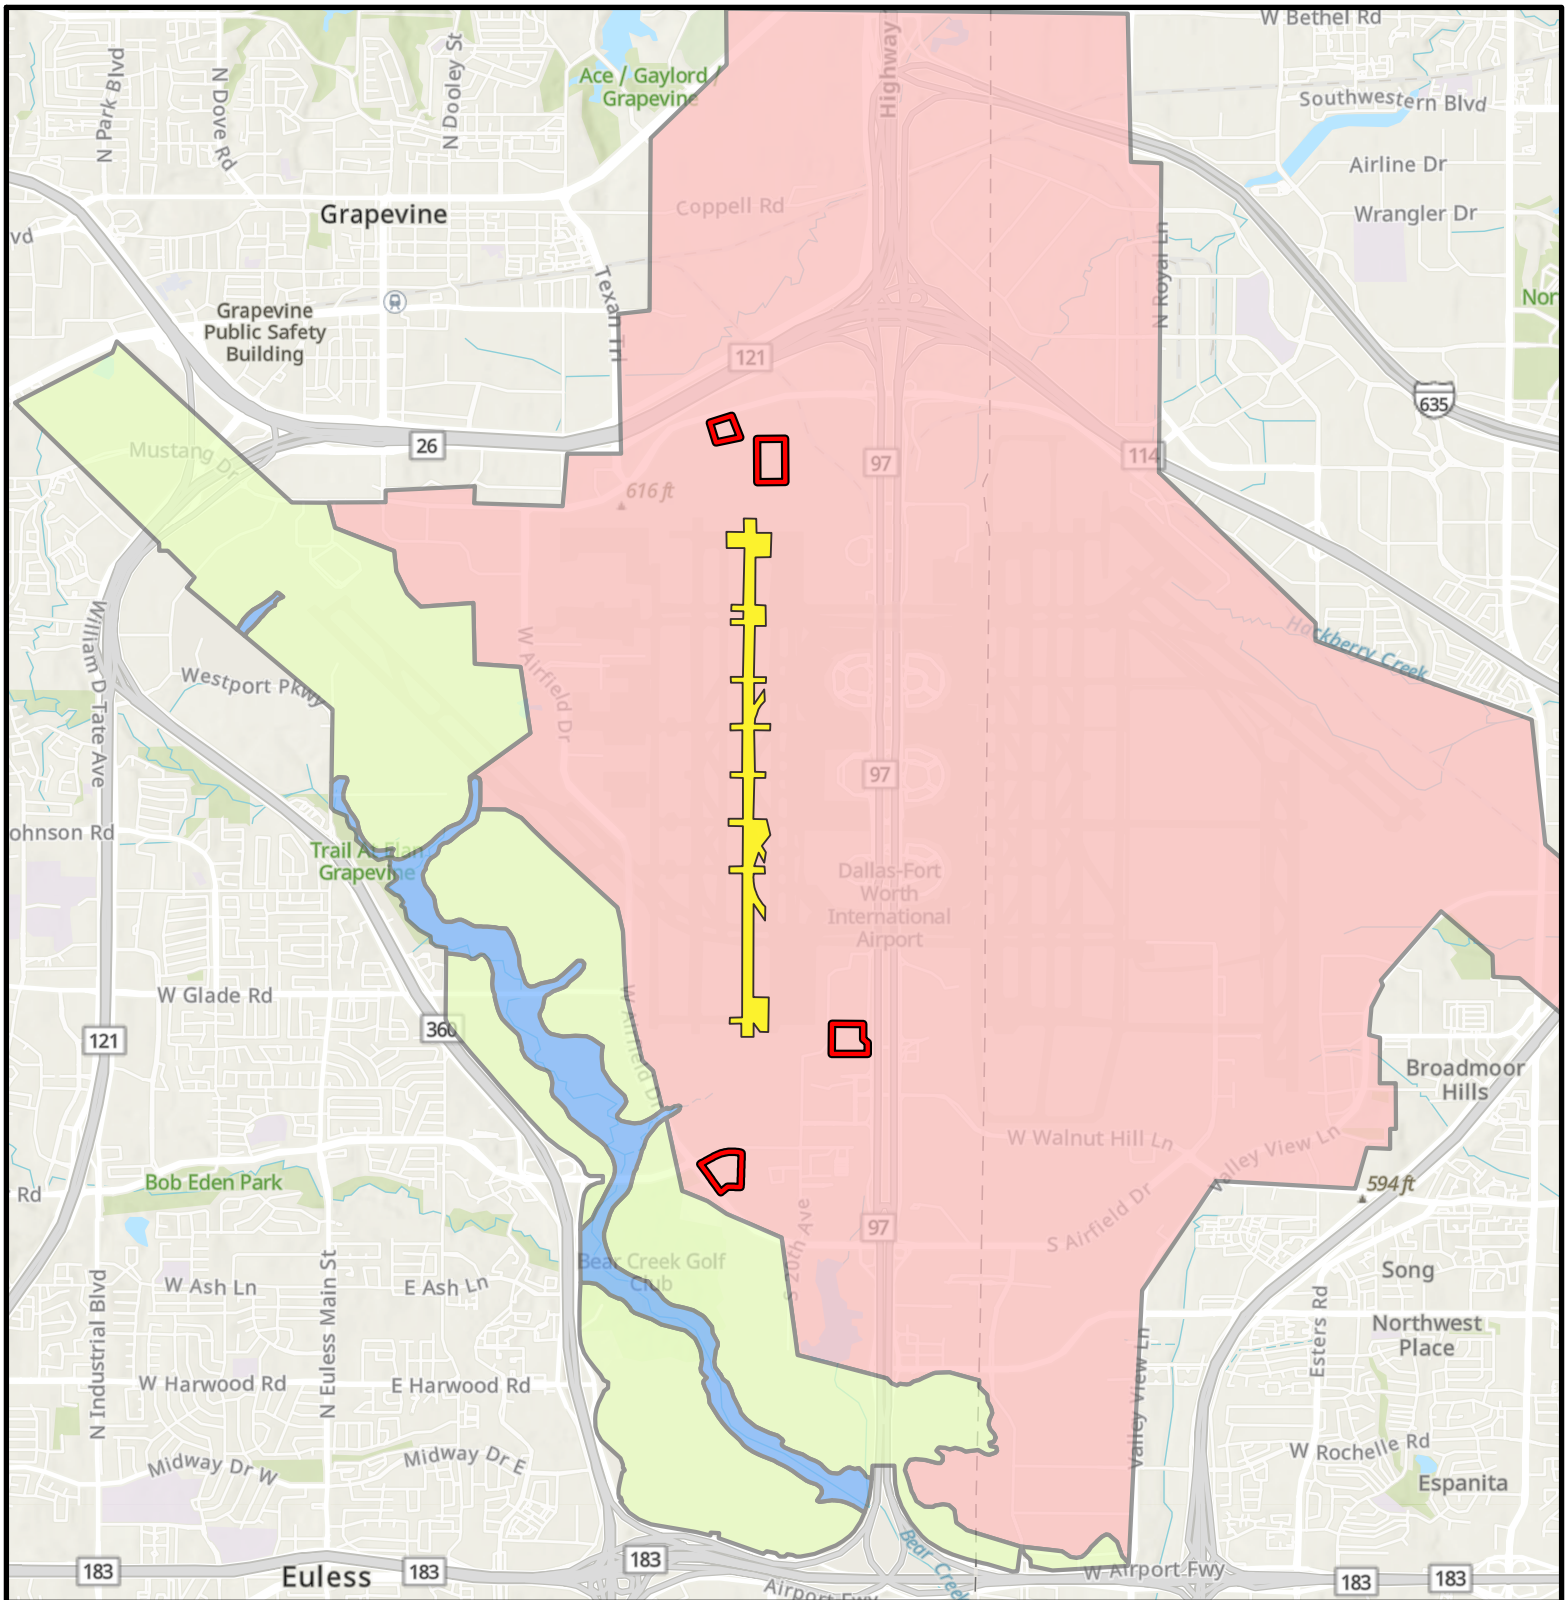 W Bethel Rd
Highway
N Park Blvd
N Dove Rd
N Dooley St
Ace / Gaylord /
Grapevine
Southwestern Blvd
Airline Dr
Wrangler Dr
Coppell Rd
Grapevine
vd
N Royal Ln
Texan Trl
Nor
Grapevine
Public Safety
Building
121
635
26
Mustang Dr
97
114
616 ft
William D Tate Ave
W Airfield Dr
Hackberry Creek
Westport Pkwy
97
ohnson Rd
Trail At Elan
Grapevine
Dallas-Fort
Worth
International
Airport
W Glade Rd
W Airfield Dr
121
360
Broadmoor
Hills
W Walnut Hill Ln
Valley View Ln
Bob Eden Park
Rd
594 ft
97
S Airfield Dr
S 20th Ave
Bear Creek Golf
Club
W Ash Ln
E Ash Ln
Song
N Industrial Blvd
N Euless Main St
Esters Rd
Northwest
Place
W Harwood Rd
E Harwood Rd
Valley View Ln
W Rochelle Rd
Midway Dr W
Midway Dr E
Espanita
Bear Creek
183
Euless
183
183
Airport Fwy
W Airport Fwy
183
183